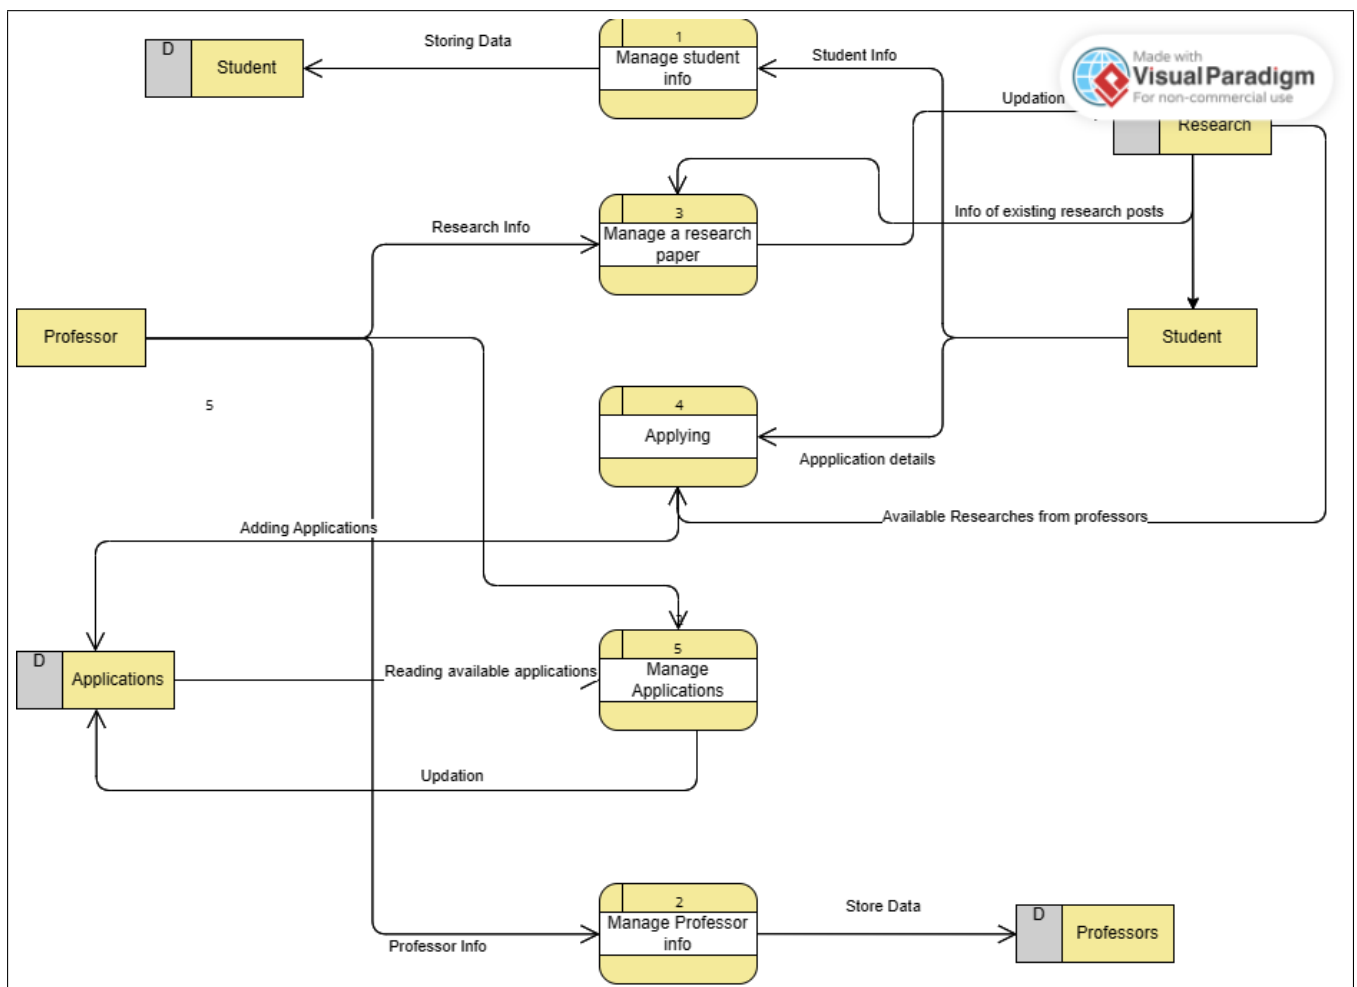 Storing Data
D
Student
1
Manage student
info
Student Info
Made with
Visual Paradigm
For non-commercial use
Updation
Research
3
Manage a research
paper
Research Info
Info of existing research posts
Professor
Student
5
4
Applying
Appplication details
Adding Applications
Available Researches from professors
D
Applications
Reading available applications
5
Manage
Applications
Updation
2
Manage Professor
info
Professor Info
Store Data
D
Professors